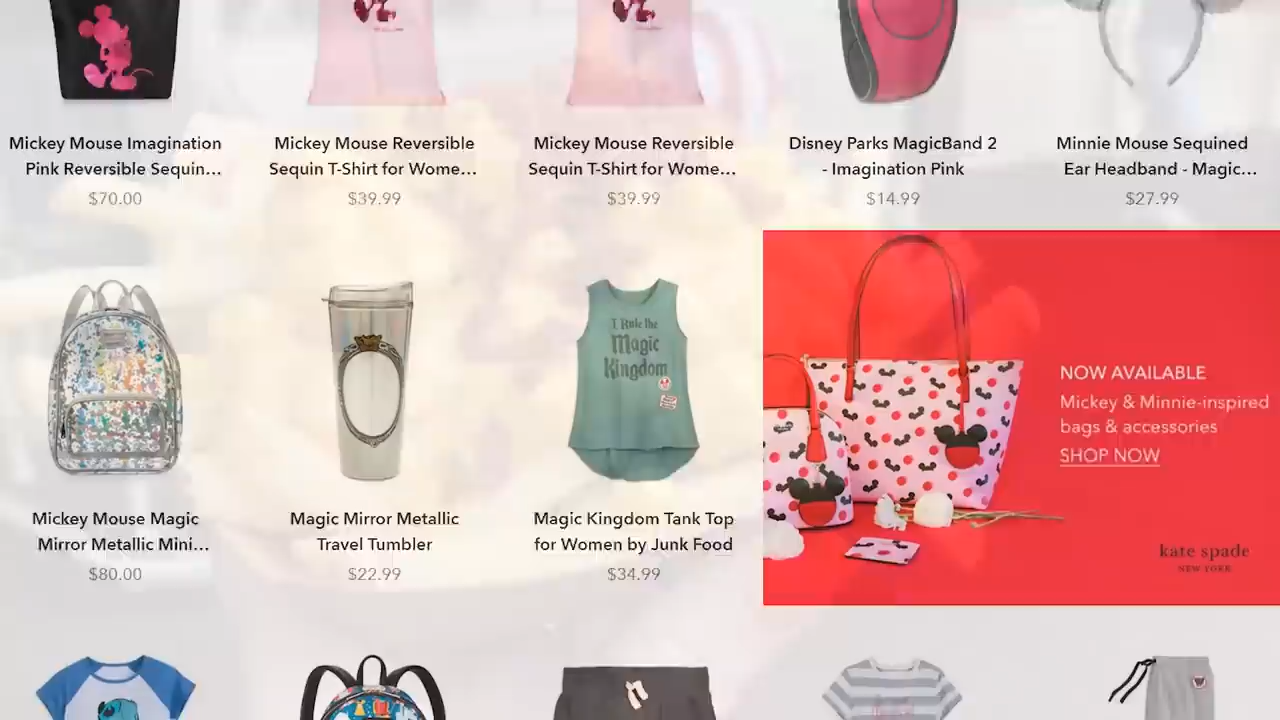 Mickey Mouse Imagination
Pink Reversible Sequin...
$70.00
Mickey Mouse Reversible
Sequin T-Shirt for Wome...
$39.99
Mickey Mouse Reversible
Sequin T-Shirt for Wome...
$39.99
Disney Parks MagicBand 2
- Imagination Pink
$14.99
Minnie Mouse Sequined
Ear Headband - Magic...
$27.99
I Rule the
Magic
Kingdom
NOW AVAILABLE
Mickey & Minnie-inspired
bags & accessories
SHOP NOW
kate spade
NEW YORK
Mickey Mouse Magic
Mirror Metallic Mini...
$80.00
Magic Mirror Metallic
Travel Tumbler
$22.99
Magic Kingdom Tank Top
for Women by Junk Food
$34.99